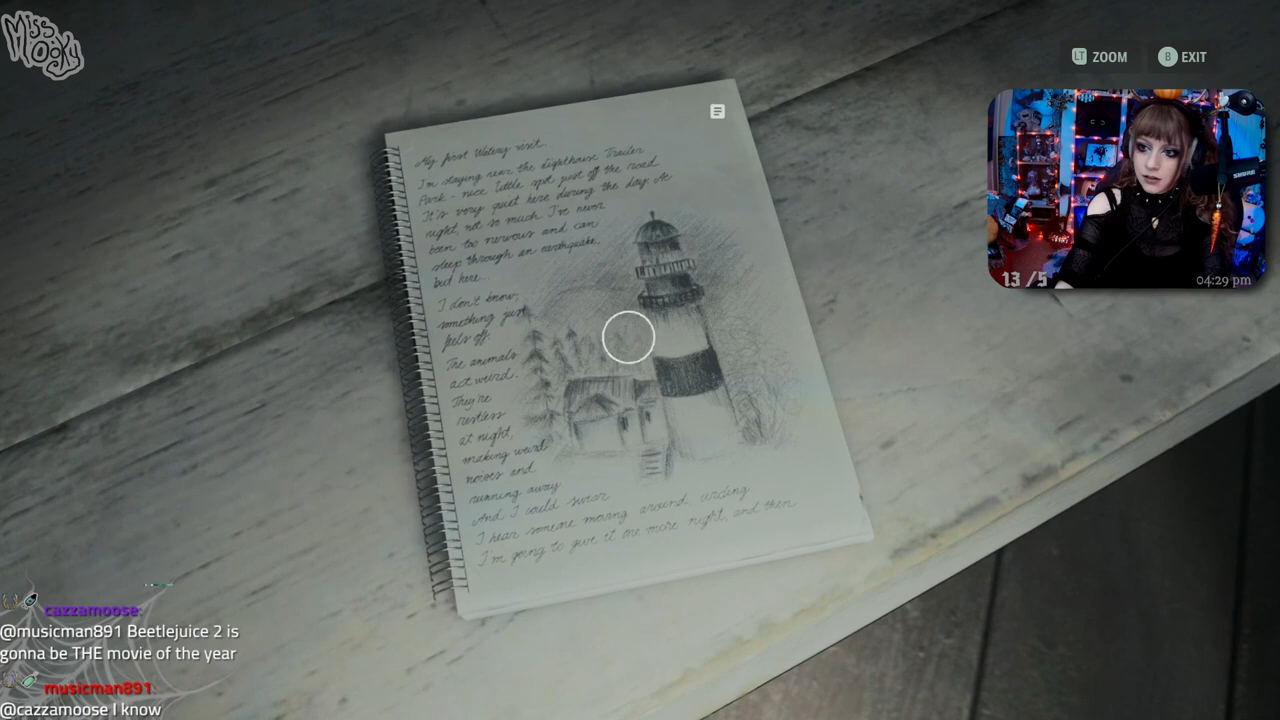 Miss
Mooky
LT ZOOM
B EXIT
My first Watery visit.
I'm staying near the Lighthouse Trailer
Park - nice little spot just off the road.
It's very quiet here during the day. At
night, not so much. I've never
been too nervous and can
sleep through an earthquake,
but here...
I don't know,
something just
feels off.
The animals
act weird.
They're
restless
at night,
making weird
noises and
running away.
And I could swear
I hear someone moving around, circling
I'm going to give it one more night, and then
SHURE
13 /5
04:29 pm
cazzamoose:
@musicman891 Beetlejuice 2 is
gonna be THE movie of the year
musicman891:
@cazzamoose I know